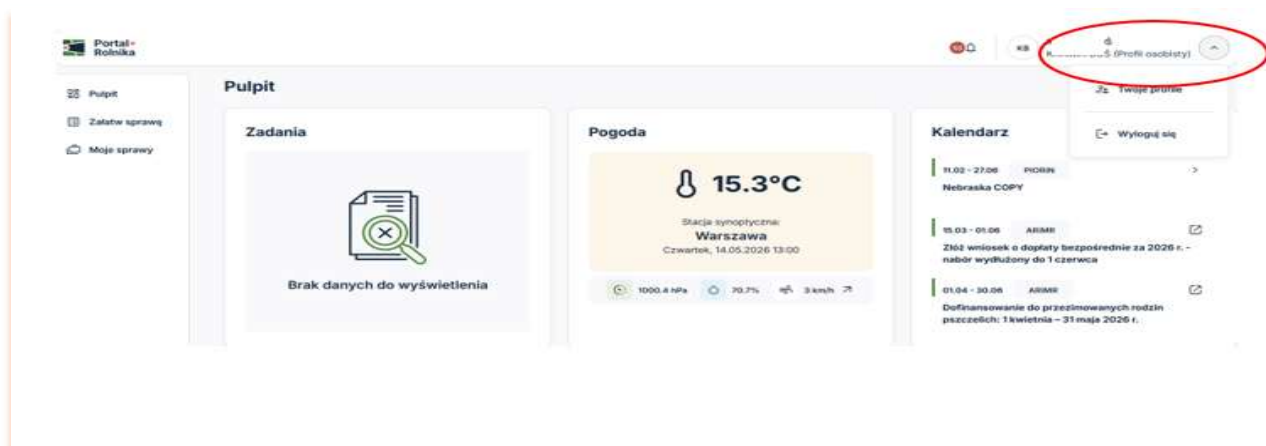 Portal
Rolnika
KB
(Profil osobisty)
Pulpit
Załatw sprawę
Moje sprawy
Pulpit
Twoje profile
Wyloguj się
Zadania
Brak danych do wyświetlenia
Pogoda
15.3°C
Stacja synoptyczna:
Warszawa
Czwartek, 14.05.2026 13:00
1000.4 hPa 70.7% 3 km/h
Kalendarz
11.02 - 27.06 PIORIN
Nebraska COPY
15.03 - 01.06 ARIMR
Złóż wniosek o dopłaty bezpośrednie za 2026 r. -
nabór wydłużony do 1 czerwca
01.04 - 30.06 ARIMR
Dofinansowanie do przezimowanych rodzin
pszczelich: 1 kwietnia – 31 maja 2026 r.